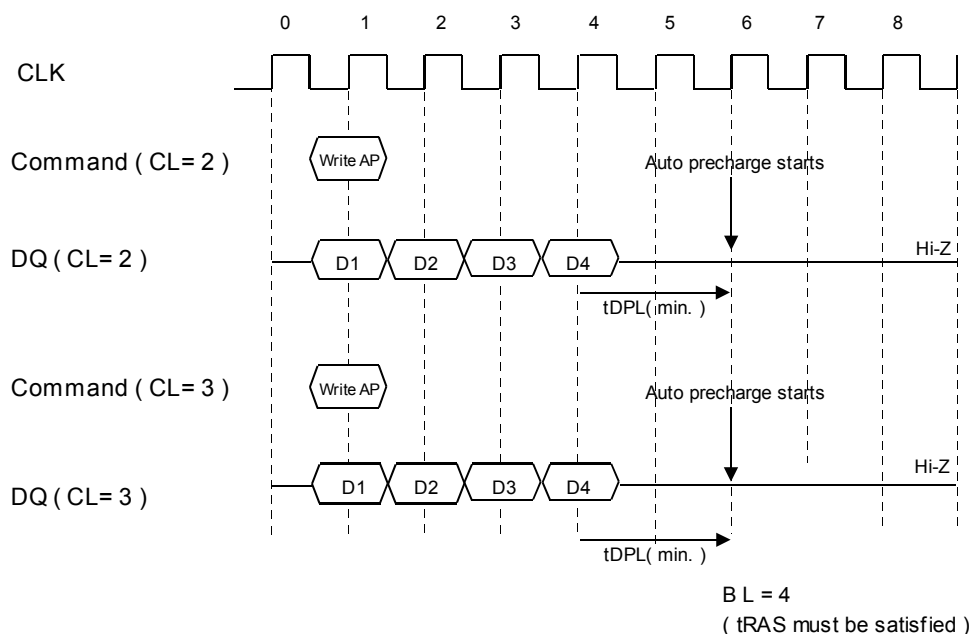 0 1 2 3 4 5 6 7 8
CLK
Command ( CL= 2 )
Write AP
Auto precharge starts
DQ ( CL= 2 )
D1 D2 D3 D4
Hi-Z
tDPL( min. )
Command ( CL= 3 )
Write AP
Auto precharge starts
DQ ( CL= 3 )
D1 D2 D3 D4
Hi-Z
tDPL( min. )
B L = 4
( tRAS must be satisfied )